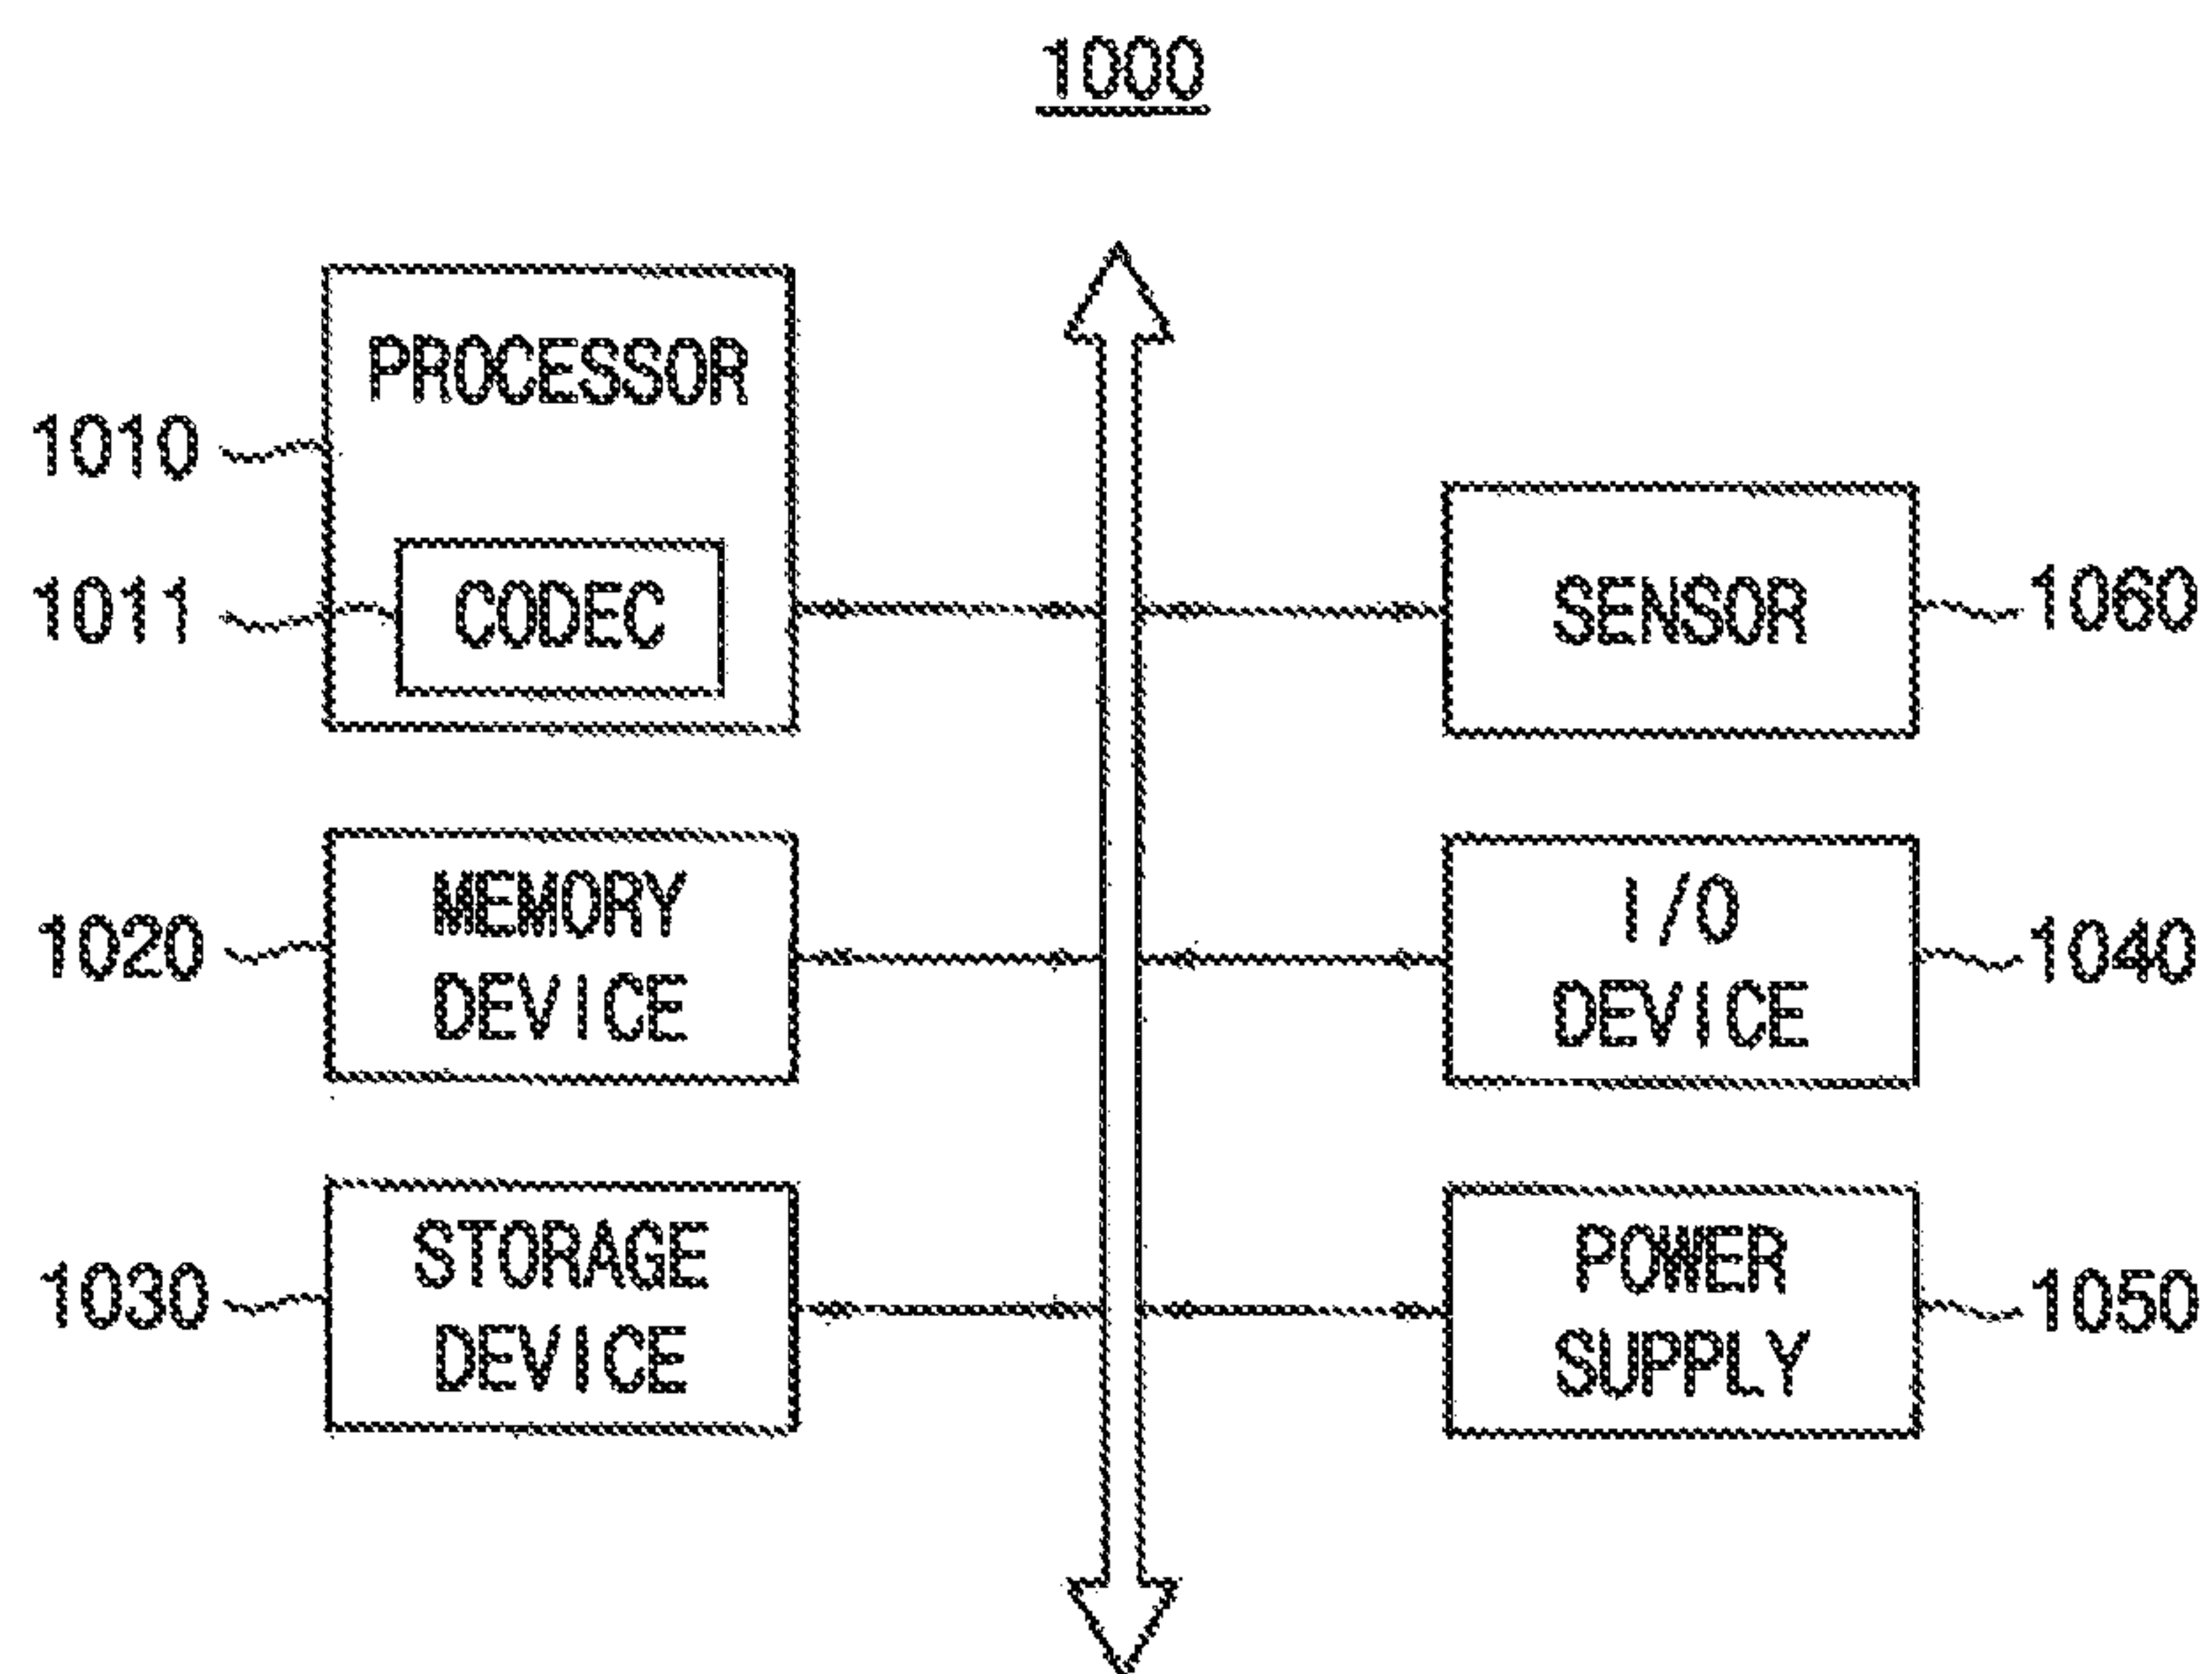 1000
PROCESSOR
1010
1011
CODEC
SENSOR
1060
1020
MEMORY
DEVICE
I/O
DEVICE
1040
1030
STORAGE
DEVICE
POWER
SUPPLY
1050